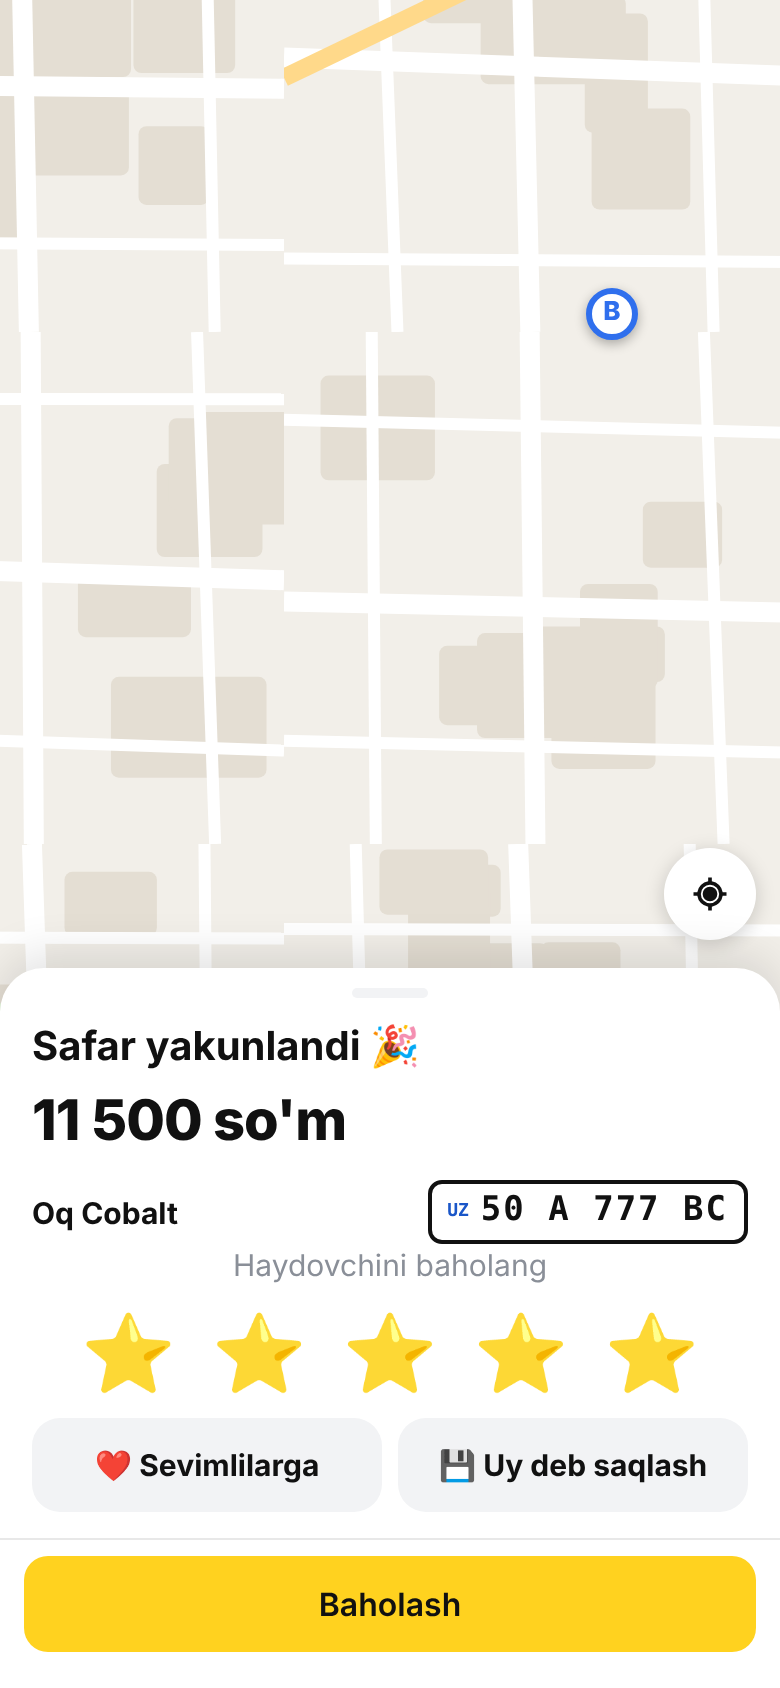 B
Safar yakunlandi 🎉
11 500 so'm
Oq Cobalt
UZ 50 A 777 BC
Haydovchini baholang
⭐ ⭐ ⭐ ⭐ ⭐
❤️ Sevimlilarga
💾 Uy deb saqlash
Baholash